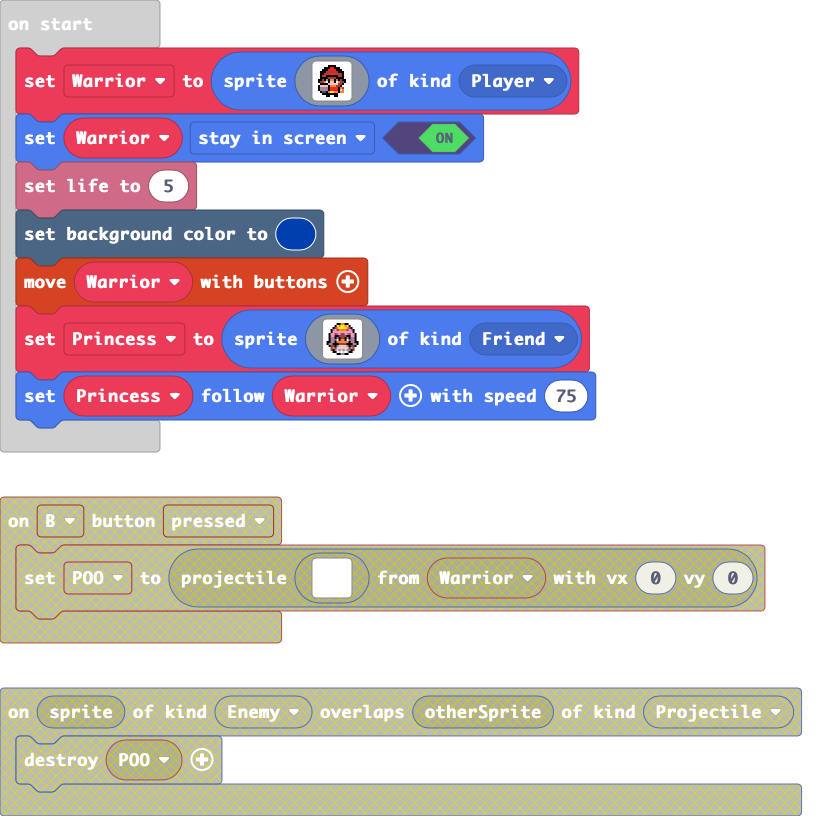 on start
set Warrior to sprite of kind Player
set Warrior stay in screen ON
set life to 5
set background color to
move Warrior with buttons
set Princess to sprite of kind Friend
set Princess follow Warrior with speed 75
on B button pressed
set POO to projectile from Warrior with vx 0 vy 0
on sprite of kind Enemy overlaps otherSprite of kind Projectile
destroy POO